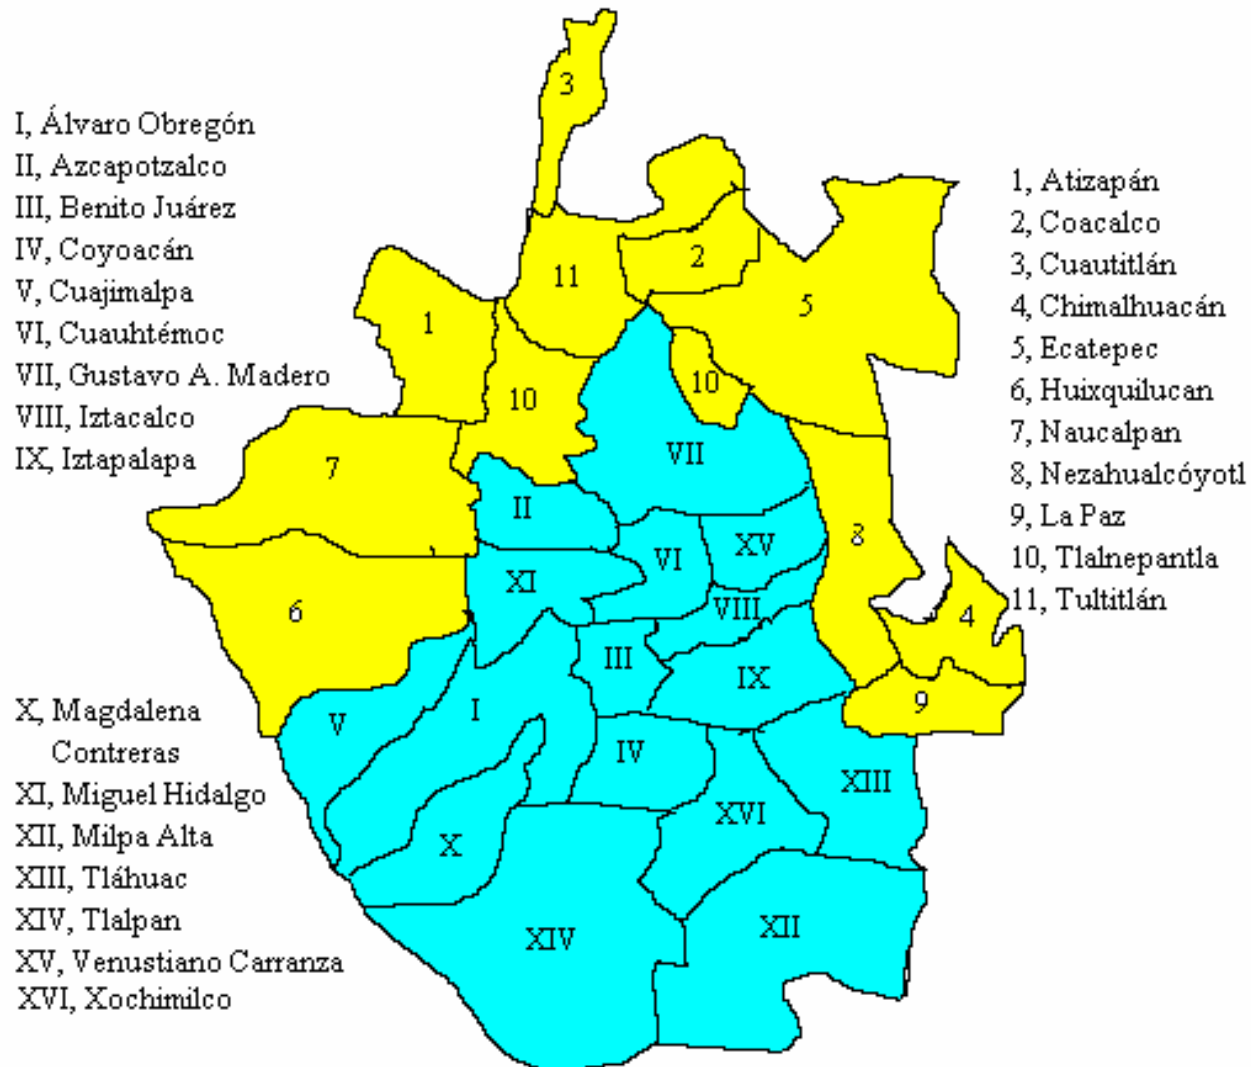 I, Álvaro Obregón
II, Azcapotzalco
III, Benito Juárez
IV, Coyoacán
V, Cuajimalpa
VI, Cuauhtémoc
VII, Gustavo A. Madero
VIII, Iztacalco
IX, Iztapalapa
X, Magdalena
Contreras
XI, Miguel Hidalgo
XII, Milpa Alta
XIII, Tláhuac
XIV, Tlalpan
XV, Venustiano Carranza
XVI, Xochimilco
3
2
11
5
1
10
10
7
VII
II
8
VI
XV
XI
6
VIII
4
III
IX
9
V
I
IV
XIII
XVI
X
XIV
XII
1, Atizapán
2, Coacalco
3, Cuautitlán
4, Chimalhuacán
5, Ecatepec
6, Huixquilucan
7, Naucalpan
8, Nezahualcóyotl
9, La Paz
10, Tlalnepantla
11, Tultitlán